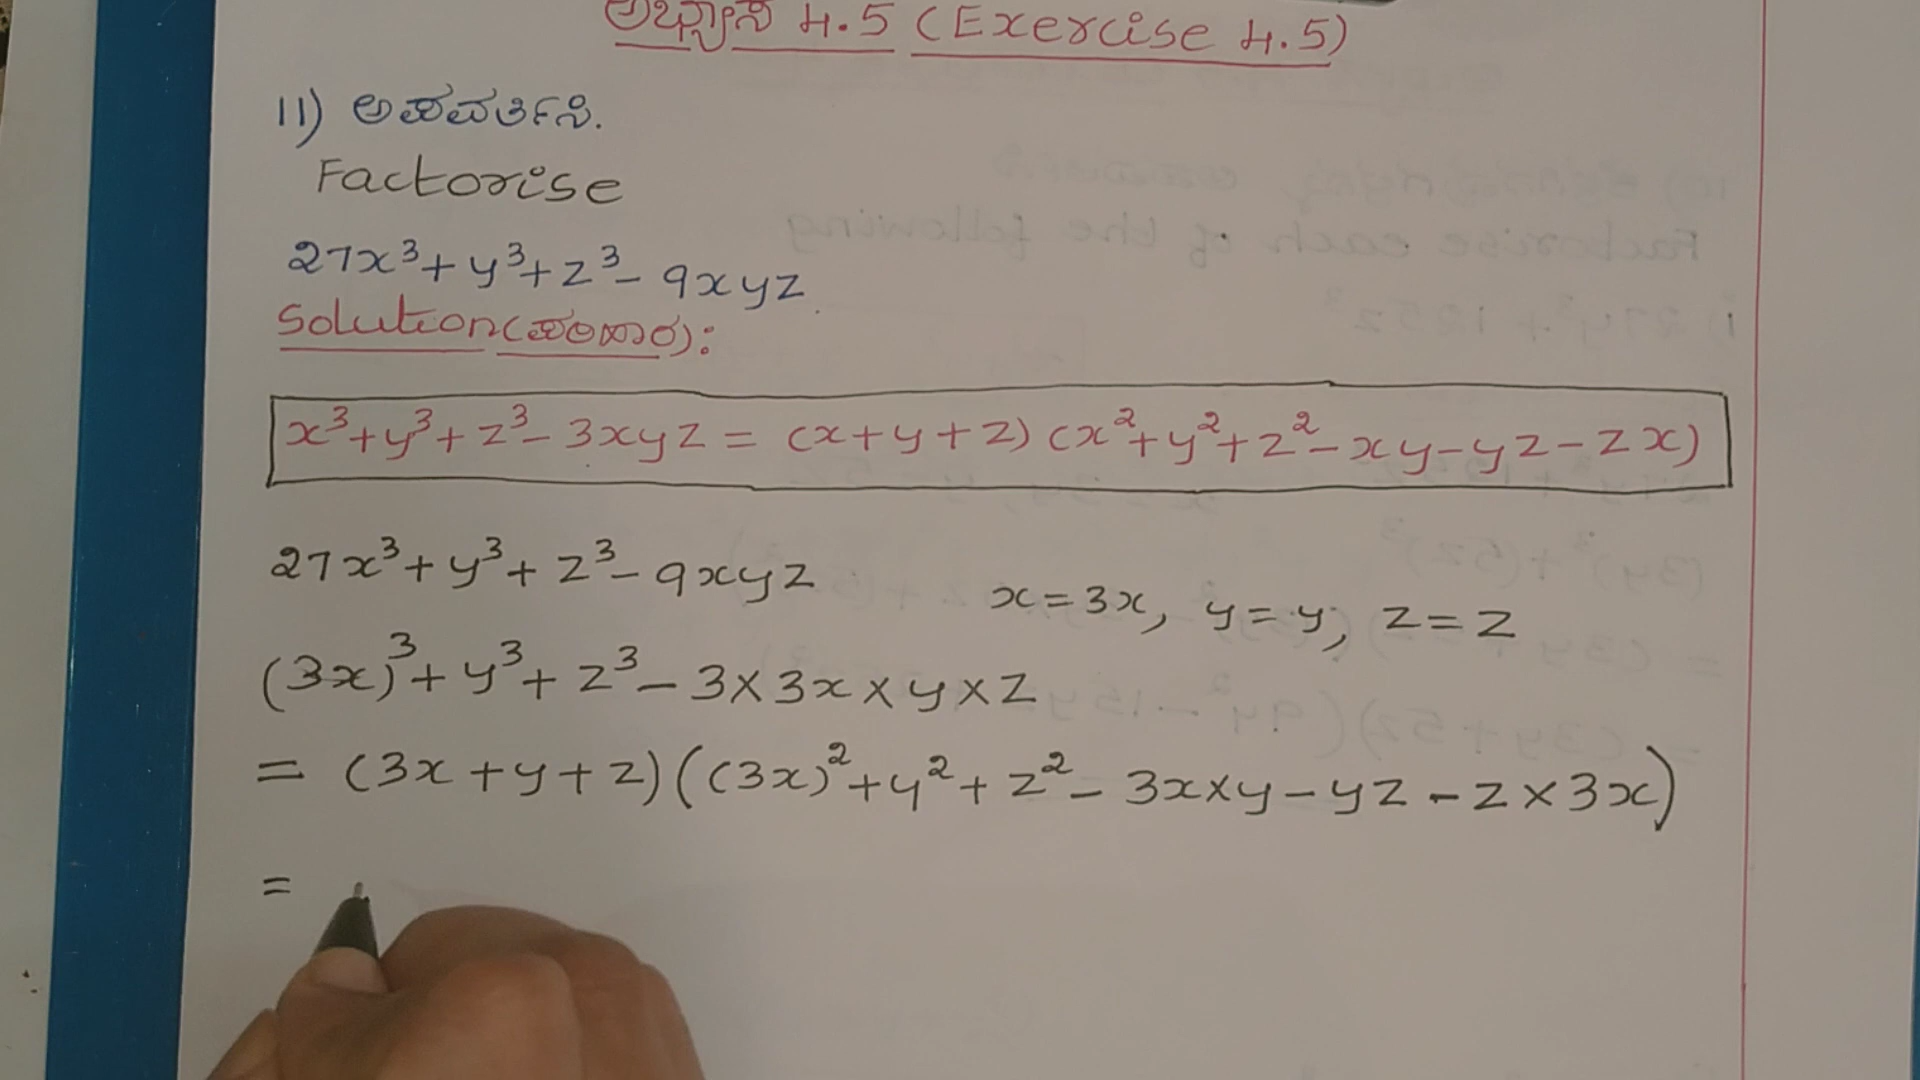 ಅಭ್ಯಾಸ 4.5 (Exercise 4.5)
11) ಅಪವರ್ತಿಸಿ.
Factorise
27x³+y³+z³-9xyz
Solution(ಪರಿಹಾರ):
x³+y³+z³-3xyz = (x+y+z)(x²+y²+z²-xy-yz-zx)
27x³+y³+z³-9xyz
x=3x, y=y, z=z
(3x)³+y³+z³-3×3x×y×z
= (3x+y+z)((3x)²+y²+z²-3x×y-yz-z×3x)
=